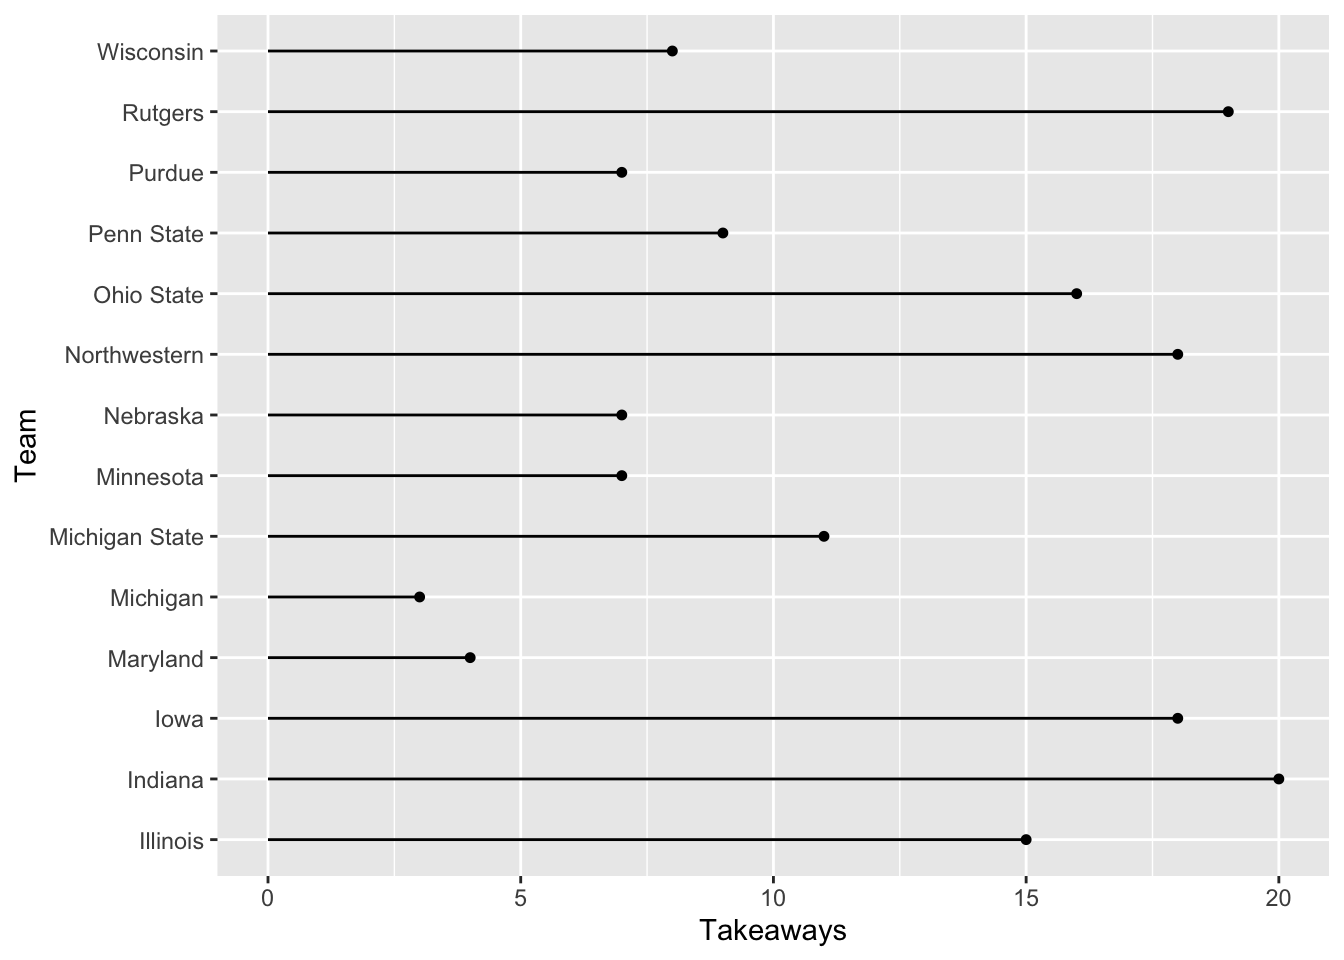 Wisconsin
Rutgers
Purdue
Penn State
Ohio State
Northwestern
Nebraska
Minnesota
Michigan State
Michigan
Maryland
Iowa
Indiana
Illinois
Team
0 5 10 15 20
Takeaways